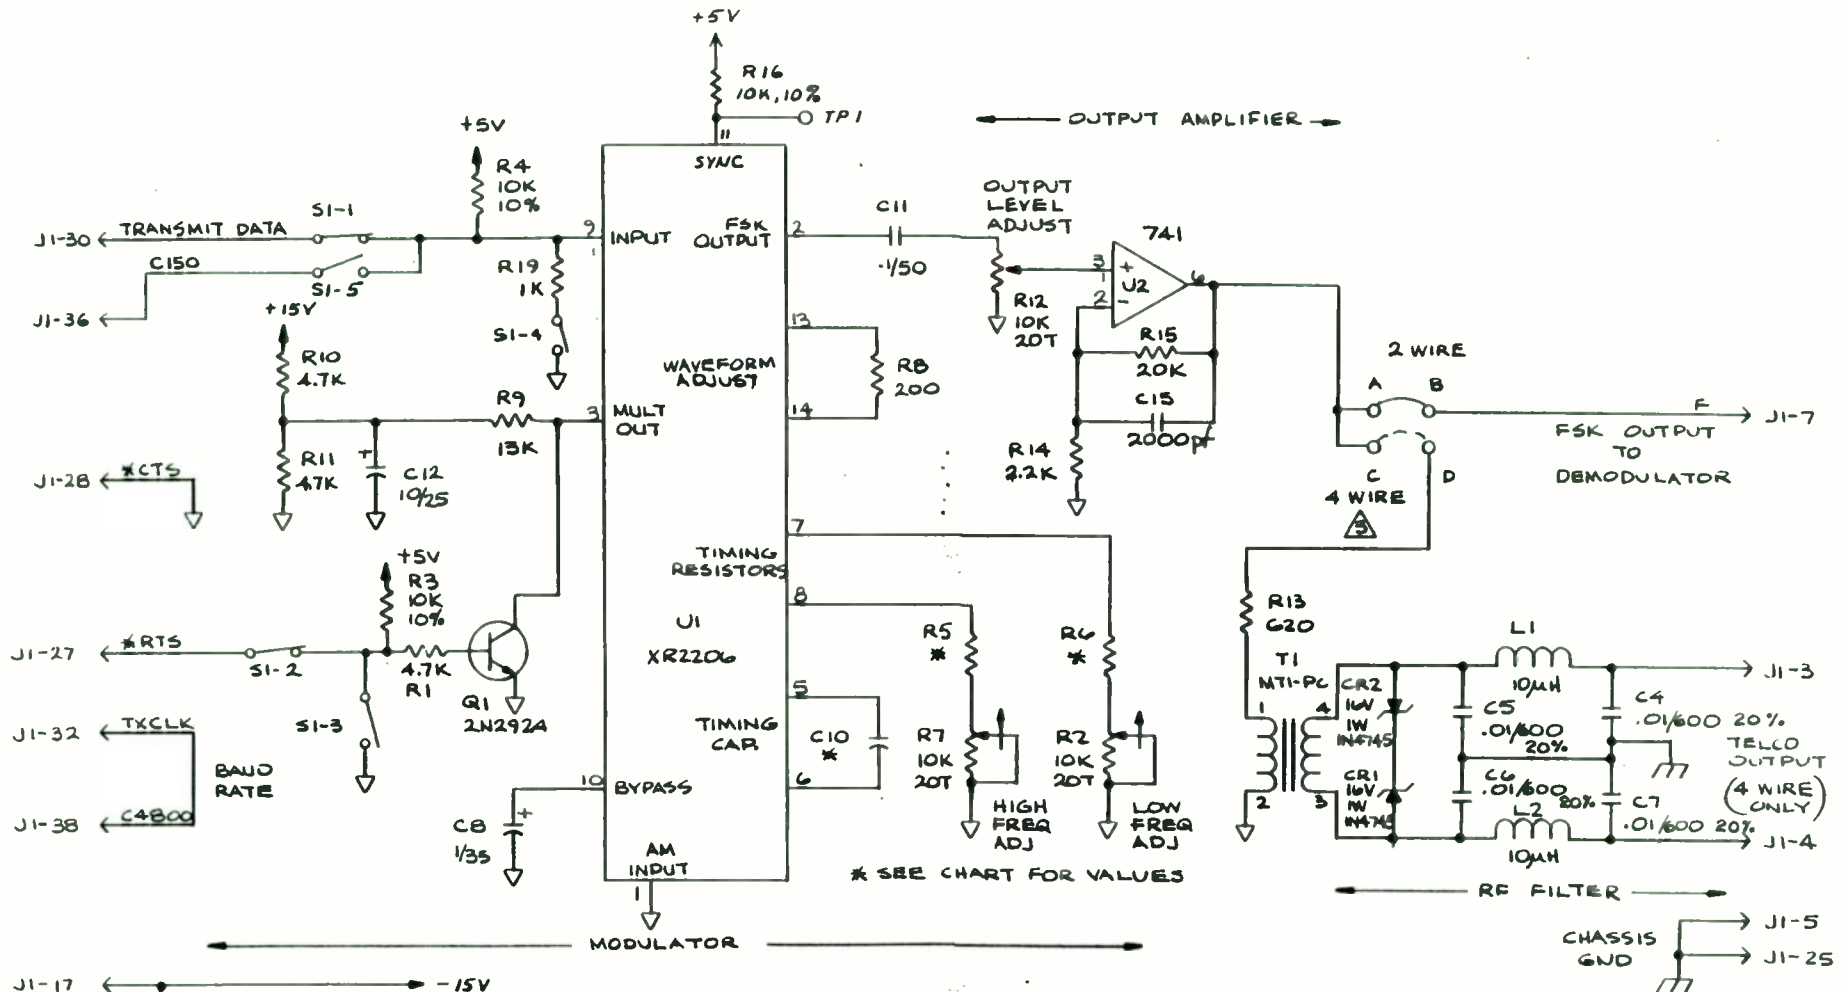 +5V
R16
10K, 10%
TP1
11
SYNC
← OUTPUT AMPLIFIER →
+5V
R4
10K
10%
J1-30
TRANSMIT DATA
S1-1
9
INPUT
1
FSK
OUTPUT
2
C11
.1/50
OUTPUT
LEVEL
ADJUST
R12
10K
20T
741
3
+
1
U2
2
-
6
C150
S1-5
J1-36
R19
1K
S1-4
+15V
R10
4.7K
R11
4.7K
C12
+
10/25
R9
13K
3
MULT
OUT
13
WAVEFORM
ADJUST
14
R8
200
R15
20K
C15
2000pf
R14
2.2K
2 WIRE
A
B
F
J1-7
FSK OUTPUT
TO
DEMODULATOR
C
D
4 WIRE
3
J1-28
*CTS
7
TIMING
RESISTORS
8
U1
XR2206
+5V
R3
10K
10%
J1-27
*RTS
S1-2
4.7K
R1
Q1
2N2924
S1-3
J1-32
TXCLK
BAUD
RATE
J1-38
C4800
5
TIMING
CAP.
6
C10
*
R5
*
R7
10K
20T
HIGH
FREQ
ADJ
R6
*
R2
10K
20T
LOW
FREQ
ADJ
10
BYPASS
C8
+
1/35
AM
INPUT
1
* SEE CHART FOR VALUES
R13
620
T1
MT1-PC
1
2
4
3
CR2
16V
1W
1N4745
CR1
16V
1W
1N4745
C5
.01/600
20%
C6
.01/600
20%
L1
10µH
L2
10µH
C4
.01/600 20%
C7
.01/600 20%
J1-3
TELCO
OUTPUT
(4 WIRE
ONLY)
J1-4
← RF FILTER →
CHASSIS
GND
J1-5
J1-25
← MODULATOR →
J1-17
-15V